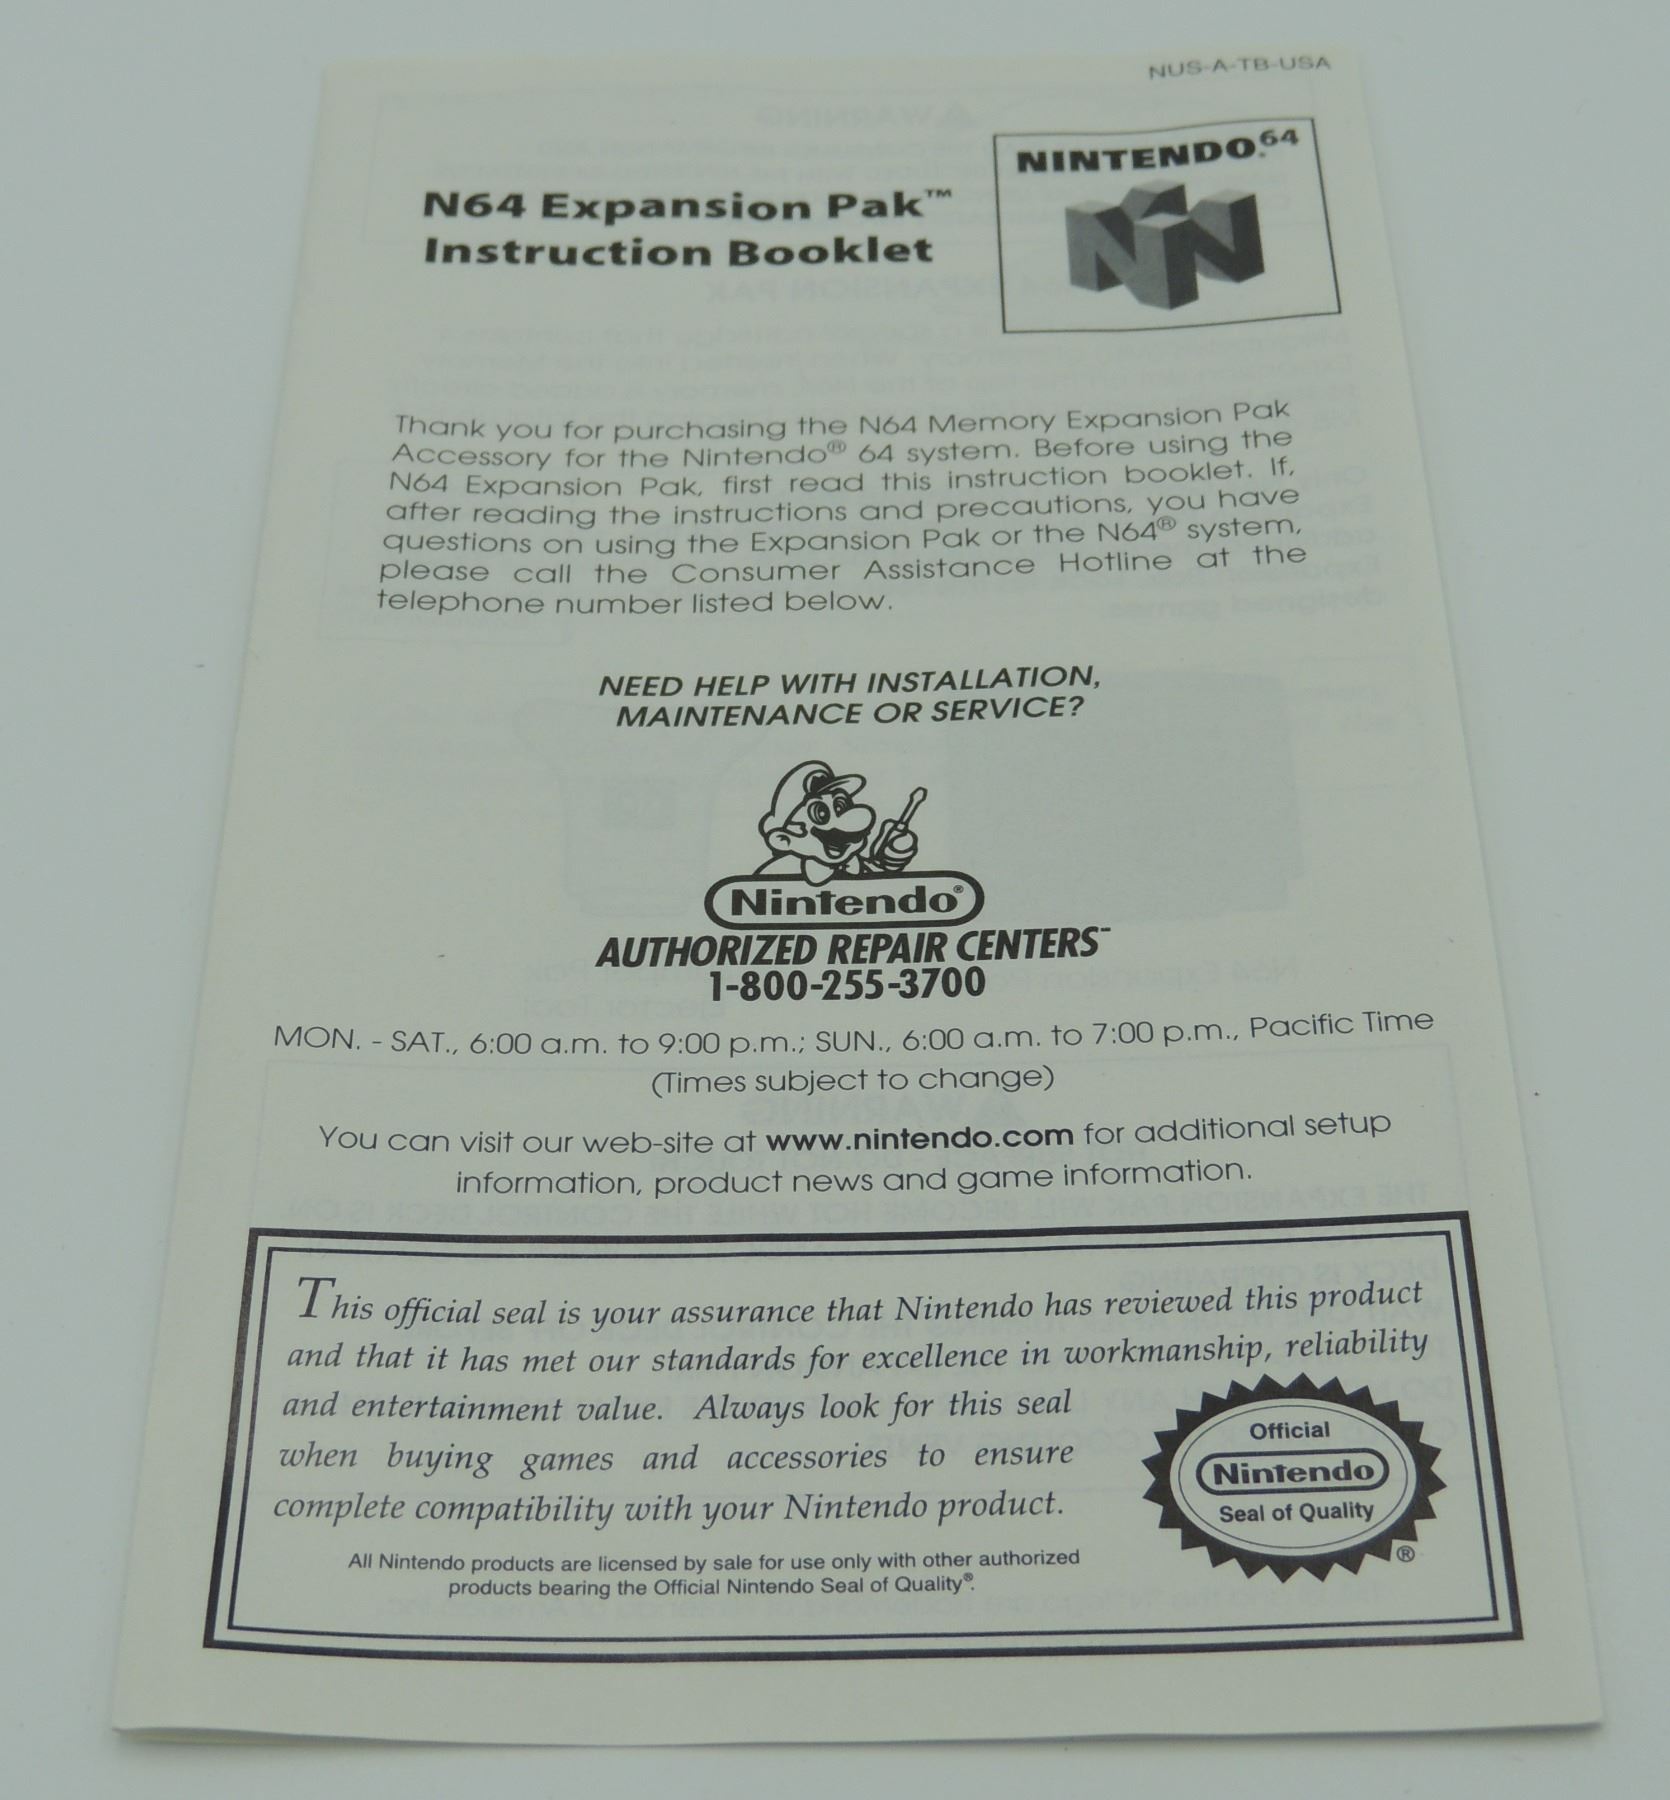 NUS-A-TB-USA
NINTENDO.64
N64 Expansion Pak™
Instruction Booklet
Thank you for purchasing the N64 Memory Expansion Pak
Accessory for the Nintendo® 64 system. Before using the
N64 Expansion Pak, first read this instruction booklet. If,
after reading the instructions and precautions, you have
questions on using the Expansion Pak or the N64® system,
please call the Consumer Assistance Hotline at the
telephone number listed below.
NEED HELP WITH INSTALLATION,
MAINTENANCE OR SERVICE?
Nintendo®
AUTHORIZED REPAIR CENTERS
1-800-255-3700
MON. - SAT., 6:00 a.m. to 9:00 p.m.; SUN., 6:00 a.m. to 7:00 p.m., Pacific Time
(Times subject to change)
You can visit our web-site at www.nintendo.com for additional setup
information, product news and game information.
This official seal is your assurance that Nintendo has reviewed this product
and that it has met our standards for excellence in workmanship, reliability
and entertainment value. Always look for this seal
when buying games and accessories to ensure
complete compatibility with your Nintendo product.
All Nintendo products are licensed by sale for use only with other authorized
products bearing the Official Nintendo Seal of Quality®.
Official
Nintendo
Seal of Quality
®